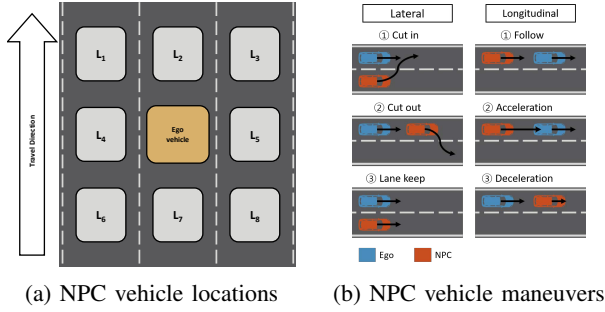 Travel Direction
L1
L2
L3
L4
Ego
vehicle
L5
L6
L7
L8
(a) NPC vehicle locations
Lateral
① Cut in
② Cut out
③ Lane keep
Longitudinal
① Follow
② Acceleration
③ Deceleration
Ego
NPC
(b) NPC vehicle maneuvers